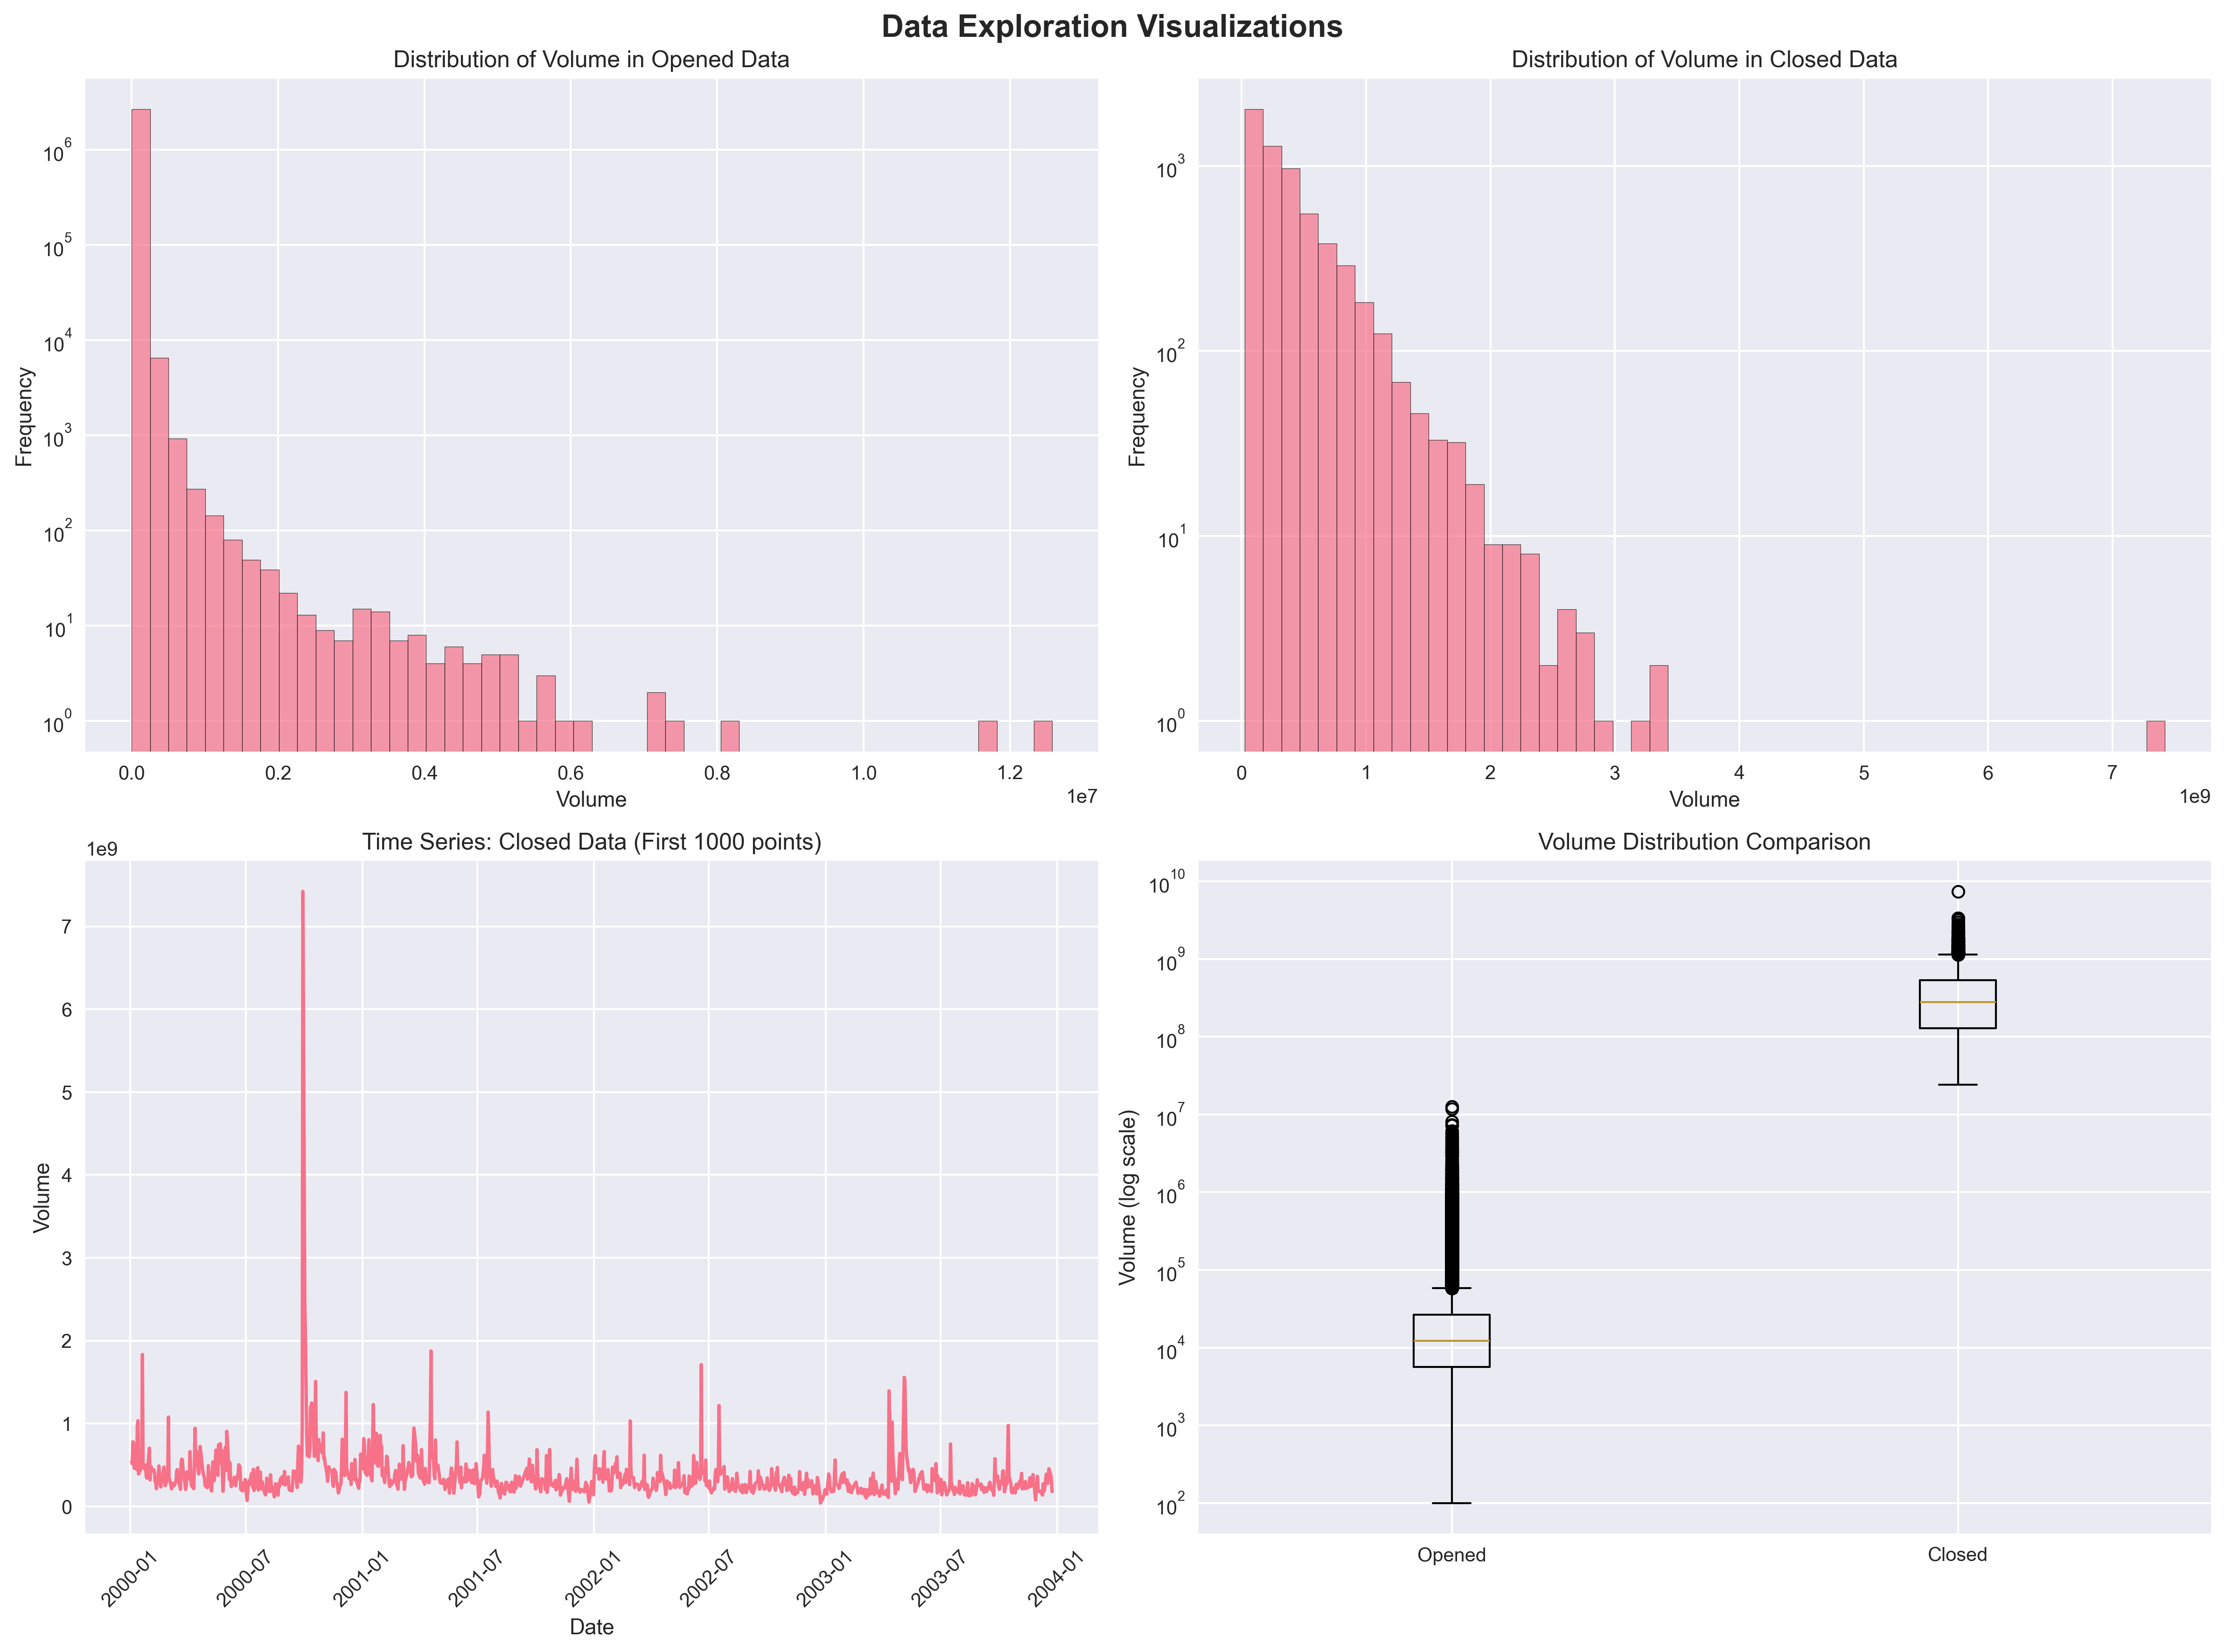 Data Exploration Visualizations
Distribution of Volume in Opened Data
Frequency
10^6
10^5
10^4
10^3
10^2
10^1
10^0
0.0 0.2 0.4 0.6 0.8 1.0 1.2
1e7
Volume
Distribution of Volume in Closed Data
Frequency
10^3
10^2
10^1
10^0
0 1 2 3 4 5 6 7
1e9
Volume
Time Series: Closed Data (First 1000 points)
1e9
Volume
7
6
5
4
3
2
1
0
2000-01 2000-07 2001-01 2001-07 2002-01 2002-07 2003-01 2003-07 2004-01
Date
Volume Distribution Comparison
Volume (log scale)
10^10
10^9
10^8
10^7
10^6
10^5
10^4
10^3
10^2
Opened Closed